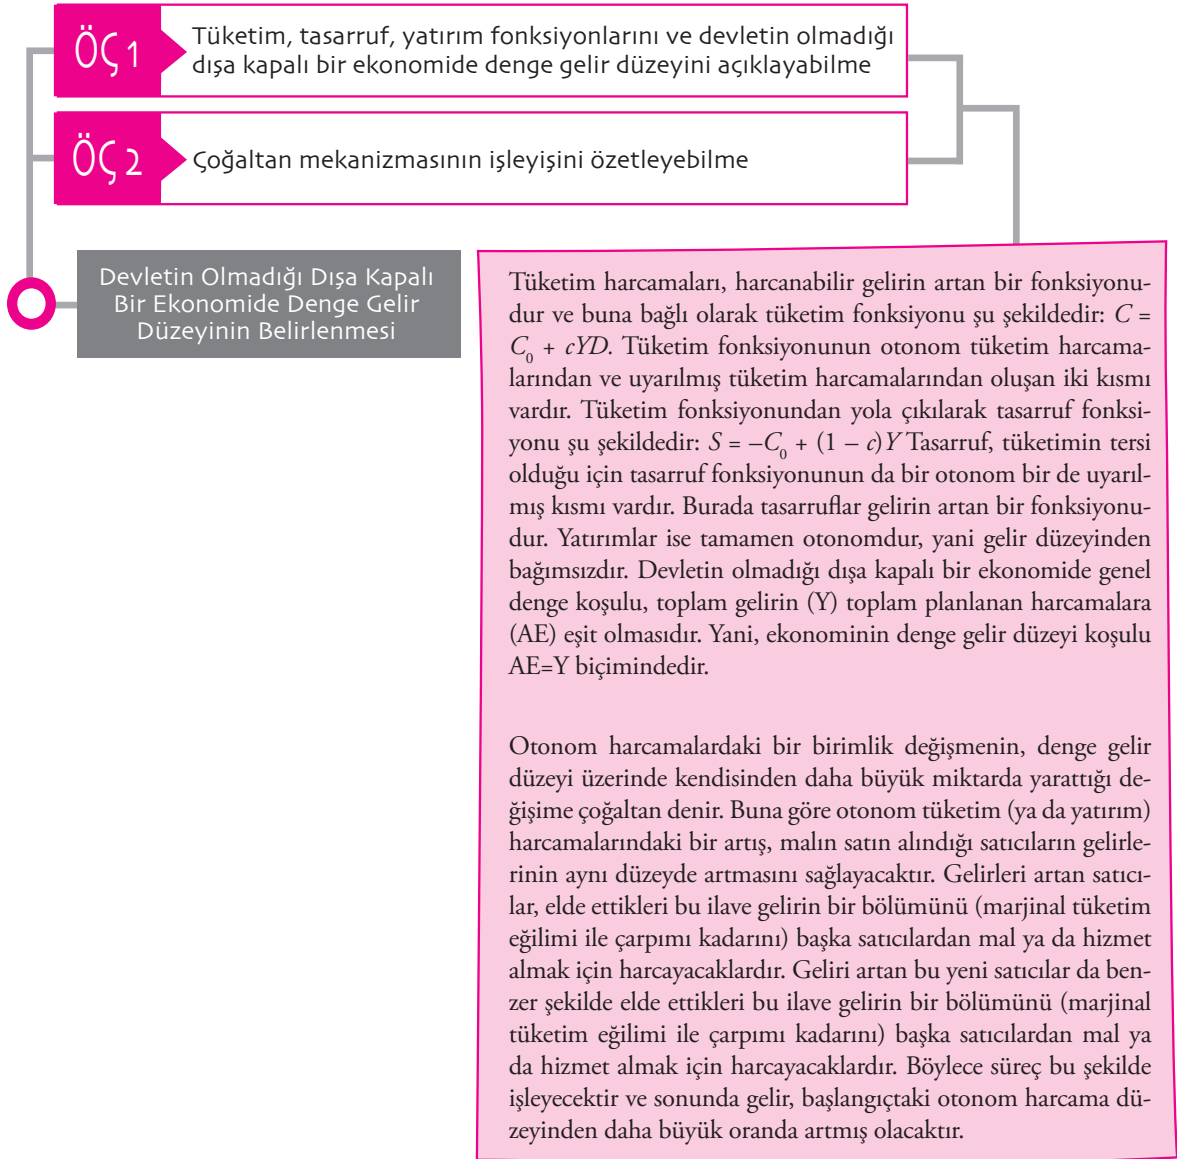 ÖÇ 1
Tüketim, tasarruf, yatırım fonksiyonlarını ve devletin olmadığı
dışa kapalı bir ekonomide denge gelir düzeyini açıklayabilme
ÖÇ 2
Çoğaltan mekanizmasının işleyişini özetleyebilme
Devletin Olmadığı Dışa Kapalı
Bir Ekonomide Denge Gelir
Düzeyinin Belirlenmesi
Tüketim harcamaları, harcanabilir gelirin artan bir fonksiyonu-
dur ve buna bağlı olarak tüketim fonksiyonu şu şekildedir: C =
C₀ + cYD. Tüketim fonksiyonunun otonom tüketim harcama-
larından ve uyarılmış tüketim harcamalarından oluşan iki kısmı
vardır. Tüketim fonksiyonundan yola çıkılarak tasarruf fonksi-
yonu şu şekildedir: S = –C₀ + (1 – c)Y Tasarruf, tüketimin tersi
olduğu için tasarruf fonksiyonunun da bir otonom bir de uyarıl-
mış kısmı vardır. Burada tasarruflar gelirin artan bir fonksiyonu-
dur. Yatırımlar ise tamamen otonomdur, yani gelir düzeyinden
bağımsızdır. Devletin olmadığı dışa kapalı bir ekonomide genel
denge koşulu, toplam gelirin (Y) toplam planlanan harcamalara
(AE) eşit olmasıdır. Yani, ekonominin denge gelir düzeyi koşulu
AE=Y biçimindedir.
Otonom harcamalardaki bir birimlik değişmenin, denge gelir
düzeyi üzerinde kendisinden daha büyük miktarda yarattığı de-
ğişime çoğaltan denir. Buna göre otonom tüketim (ya da yatırım)
harcamalarındaki bir artış, malın satın alındığı satıcıların gelirle-
rinin aynı düzeyde artmasını sağlayacaktır. Gelirleri artan satıcı-
lar, elde ettikleri bu ilave gelirin bir bölümünü (marjinal tüketim
eğilimi ile çarpımı kadarını) başka satıcılardan mal ya da hizmet
almak için harcayacaklardır. Geliri artan bu yeni satıcılar da ben-
zer şekilde elde ettikleri bu ilave gelirin bir bölümünü (marjinal
tüketim eğilimi ile çarpımı kadarını) başka satıcılardan mal ya
da hizmet almak için harcayacaklardır. Böylece süreç bu şekilde
işleyecektir ve sonunda gelir, başlangıçtaki otonom harcama dü-
zeyinden daha büyük oranda artmış olacaktır.